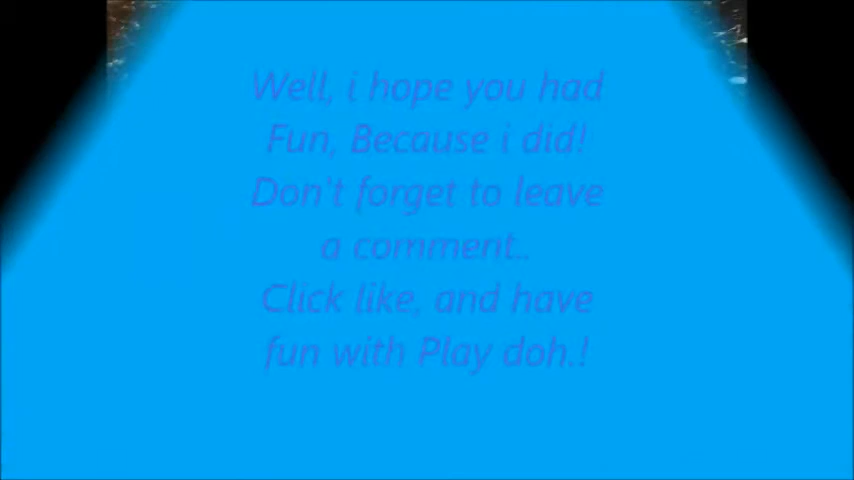 Well, i hope you had
Fun, Because i did!
Don't forget to leave
a comment..
Click like, and have
fun with Play doh.!